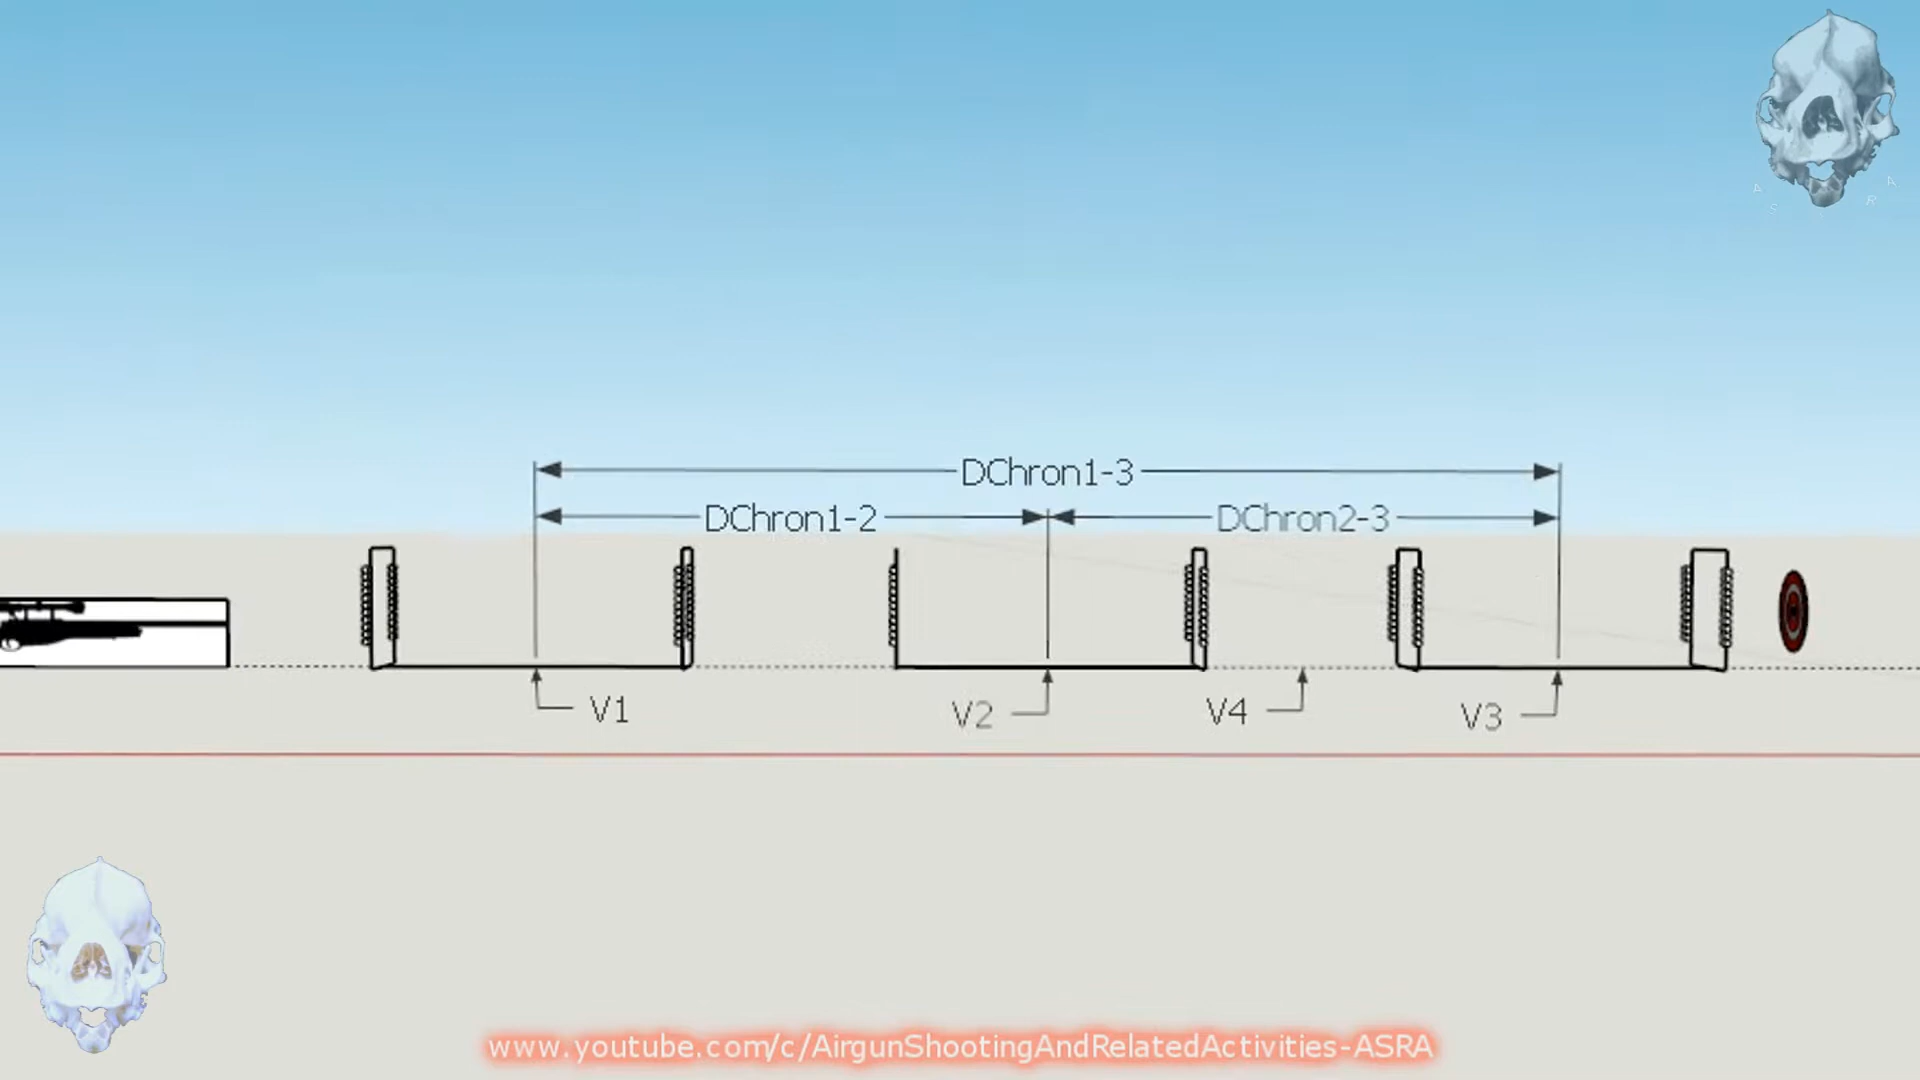 A S R A
DChron1-3
DChron1-2 DChron2-3
V1 V2 V4 V3
www.youtube.com/c/AirgunShootingAndRelatedActivities-ASRA